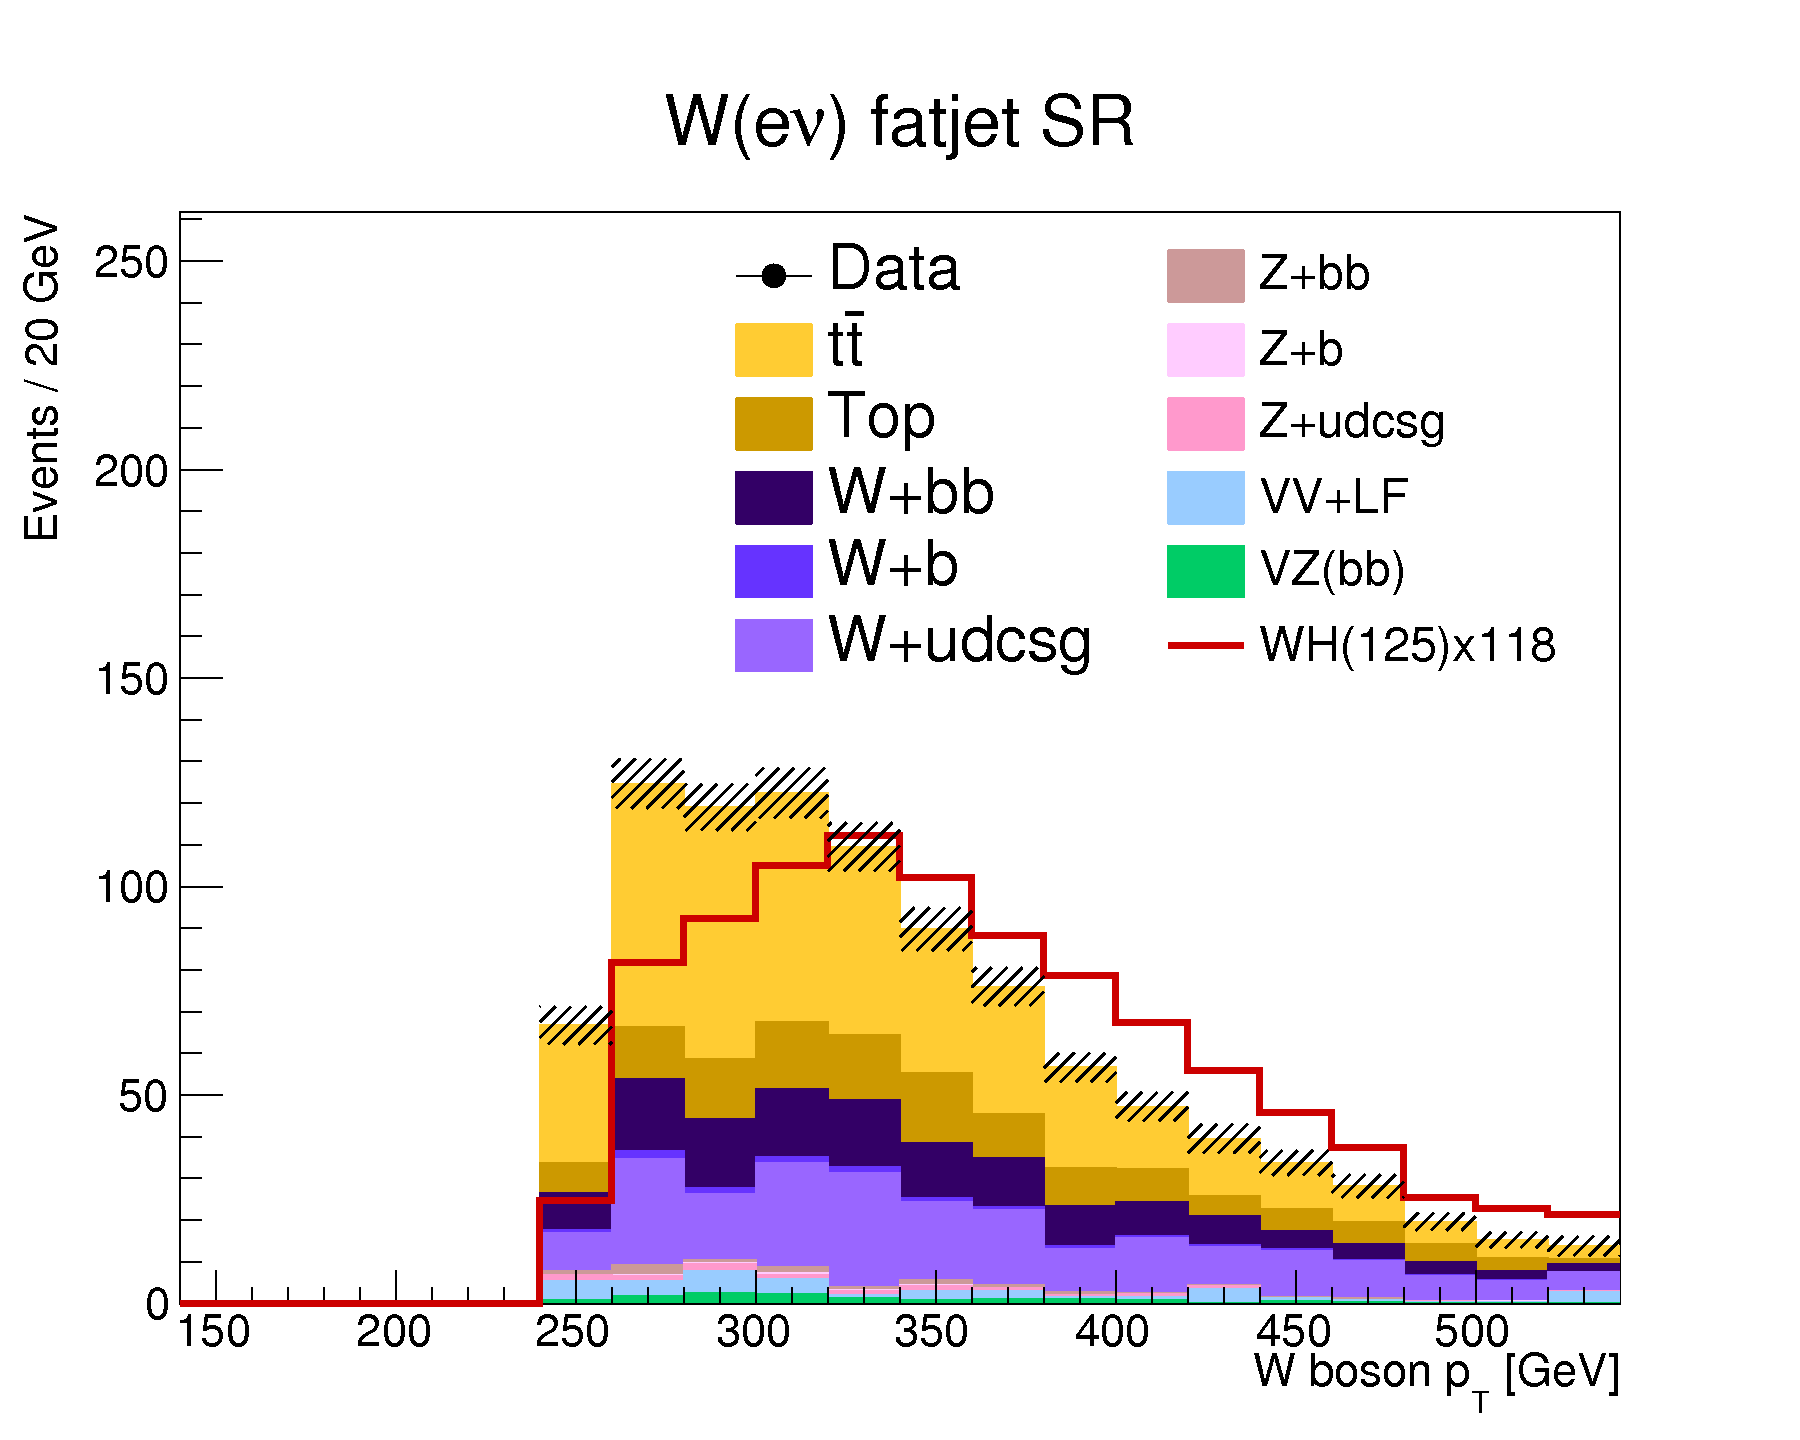 W(eν) fatjet SR
Events / 20 GeV
250
200
150
100
50
0
Data
tt̄
Top
W+bb
W+b
W+udcsg
Z+bb
Z+b
Z+udcsg
VV+LF
VZ(bb)
WH(125)x118
150 200 250 300 350 400 450 500
W boson p_T [GeV]